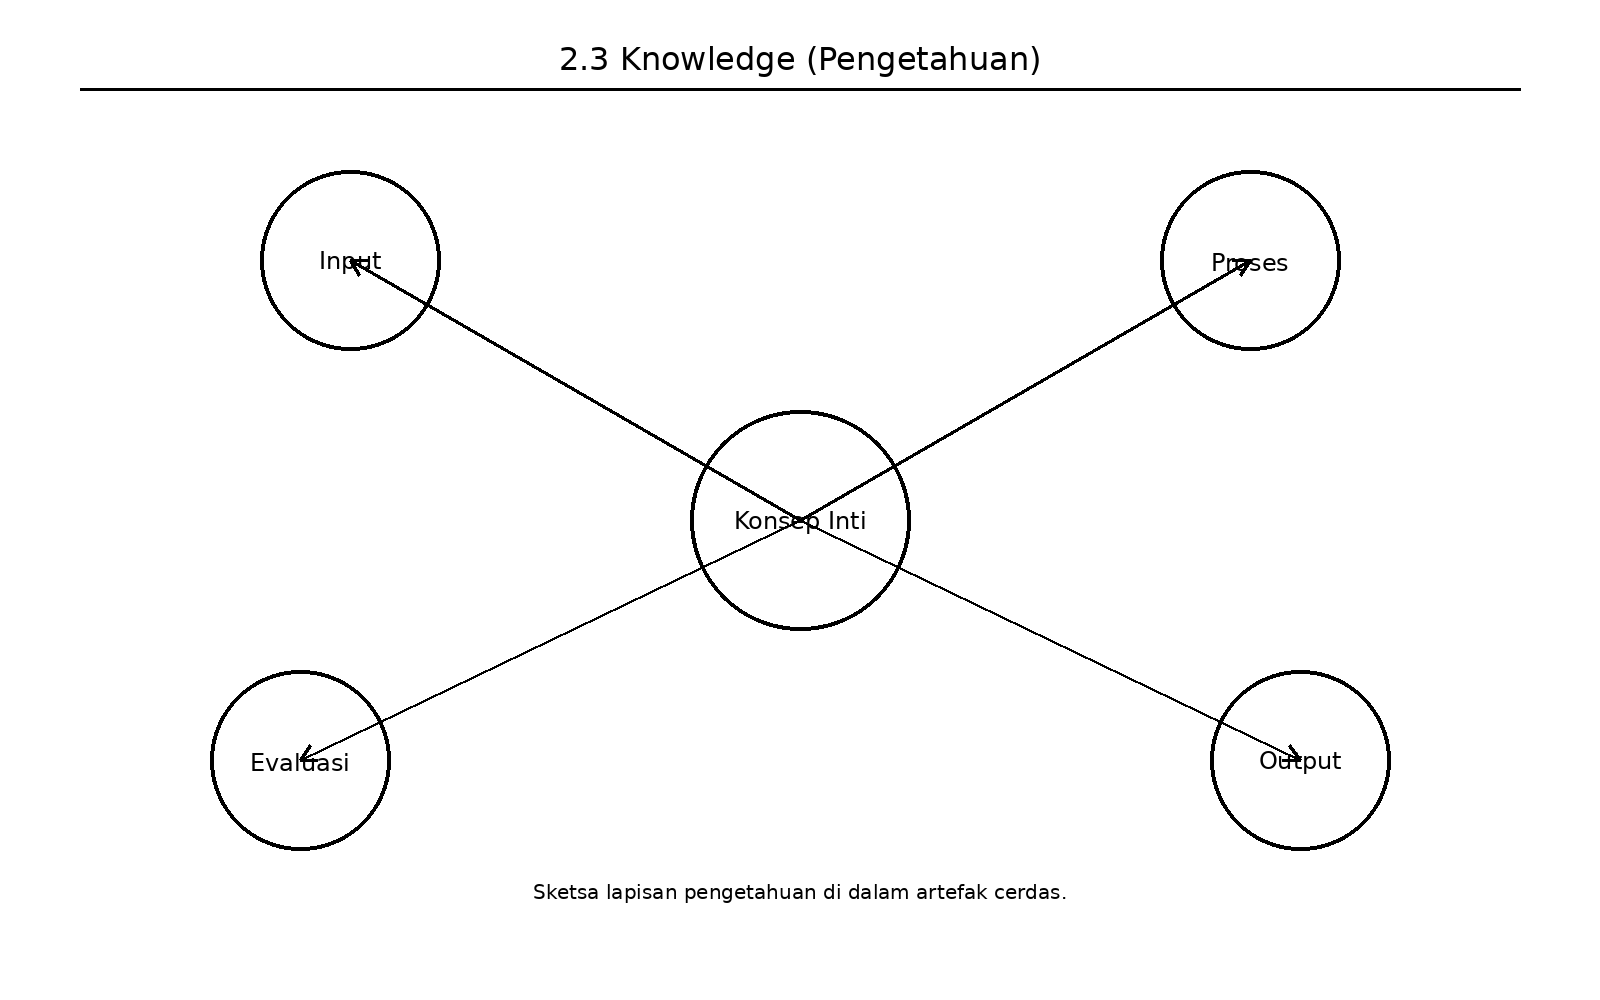 2.3 Knowledge (Pengetahuan)
Input
Proses
Konsep Inti
Evaluasi
Output
Sketsa lapisan pengetahuan di dalam artefak cerdas.